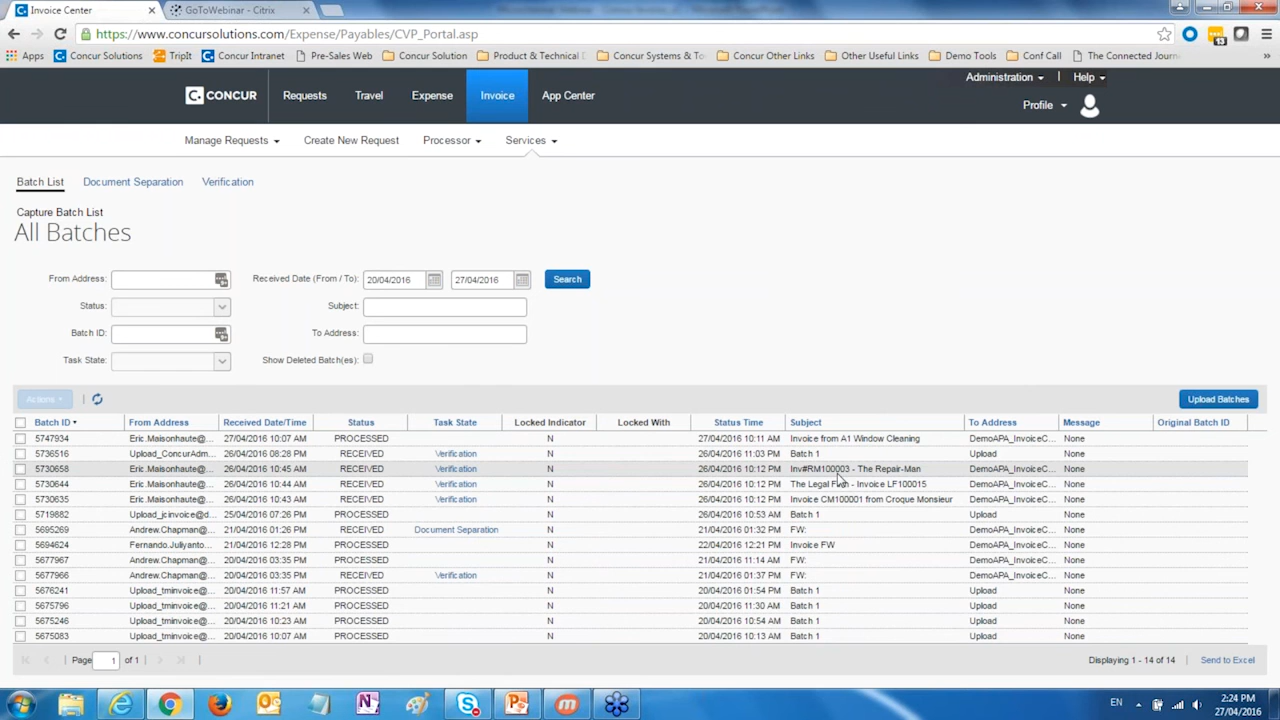 Invoice Center
GoToWebinar - Citrix
https://www.concursolutions.com/Expense/Payables/CVP_Portal.asp
Apps Concur Solutions TripIt Concur Intranet Pre-Sales Web Concur Solution Product & Technical Concur Systems & To Concur Other Links Other Useful Links Demo Tools Conf Call The Connected Journ »
13
Administration | Help
C. CONCUR Requests Travel Expense Invoice App Center
Profile
Manage Requests Create New Request Processor Services
Batch List Document Separation Verification
Capture Batch List
All Batches
From Address: Received Date (From / To): 20/04/2016 27/04/2016 Search
Status: Subject:
Batch ID: To Address:
Task State: Show Deleted Batch(es):
Actions Upload Batches
Batch ID From Address Received Date/Time Status Task State Locked Indicator Locked With Status Time Subject To Address Message Original Batch ID
5747934 Eric.Maisonhaute@... 27/04/2016 10:07 AM PROCESSED N 27/04/2016 10:11 AM Invoice from A1 Window Cleaning DemoAPA_InvoiceC... None
5736516 Upload_ConcurAdm... 26/04/2016 08:28 PM RECEIVED Verification N 26/04/2016 11:03 PM Batch 1 Upload None
5730658 Eric.Maisonhaute@... 26/04/2016 10:45 AM RECEIVED Verification N 26/04/2016 10:12 PM Inv#RM100003 - The Repair-Man DemoAPA_InvoiceC... None
5730644 Eric.Maisonhaute@... 26/04/2016 10:44 AM RECEIVED Verification N 26/04/2016 10:12 PM The Legal - Invoice LF100015 DemoAPA_InvoiceC... None
5730635 Eric.Maisonhaute@... 26/04/2016 10:43 AM RECEIVED Verification N 26/04/2016 10:12 PM Invoice CM100001 from Croque Monsieur DemoAPA_InvoiceC... None
5719882 Upload_jcinvoice@d... 25/04/2016 07:26 PM PROCESSED N 26/04/2016 10:53 AM Batch 1 Upload None
5695269 Andrew.Chapman@... 21/04/2016 01:26 PM RECEIVED Document Separation N 21/04/2016 01:32 PM FW: DemoAPA_InvoiceC... None
5694624 Fernando.Juliyanto... 21/04/2016 12:28 PM PROCESSED N 22/04/2016 12:21 PM Invoice FW DemoAPA_InvoiceC... None
5677967 Andrew.Chapman@... 20/04/2016 03:35 PM PROCESSED N 21/04/2016 11:14 AM FW: DemoAPA_InvoiceC... None
5677966 Andrew.Chapman@... 20/04/2016 03:35 PM RECEIVED Verification N 21/04/2016 01:37 PM FW: DemoAPA_InvoiceC... None
5676241 Upload_tminvoice@... 20/04/2016 11:57 AM PROCESSED N 20/04/2016 01:54 PM Batch 1 Upload None
5675796 Upload_tminvoice@... 20/04/2016 11:21 AM PROCESSED N 20/04/2016 11:30 AM Batch 1 Upload None
5675246 Upload_tminvoice@... 20/04/2016 10:23 AM PROCESSED N 20/04/2016 10:54 AM Batch 1 Upload None
5675083 Upload_tminvoice@... 20/04/2016 10:07 AM PROCESSED N 20/04/2016 10:13 AM Batch 1 Upload None
Page 1 of 1 Displaying 1 - 14 of 14 Send to Excel
EN 2:24 PM
27/04/2016